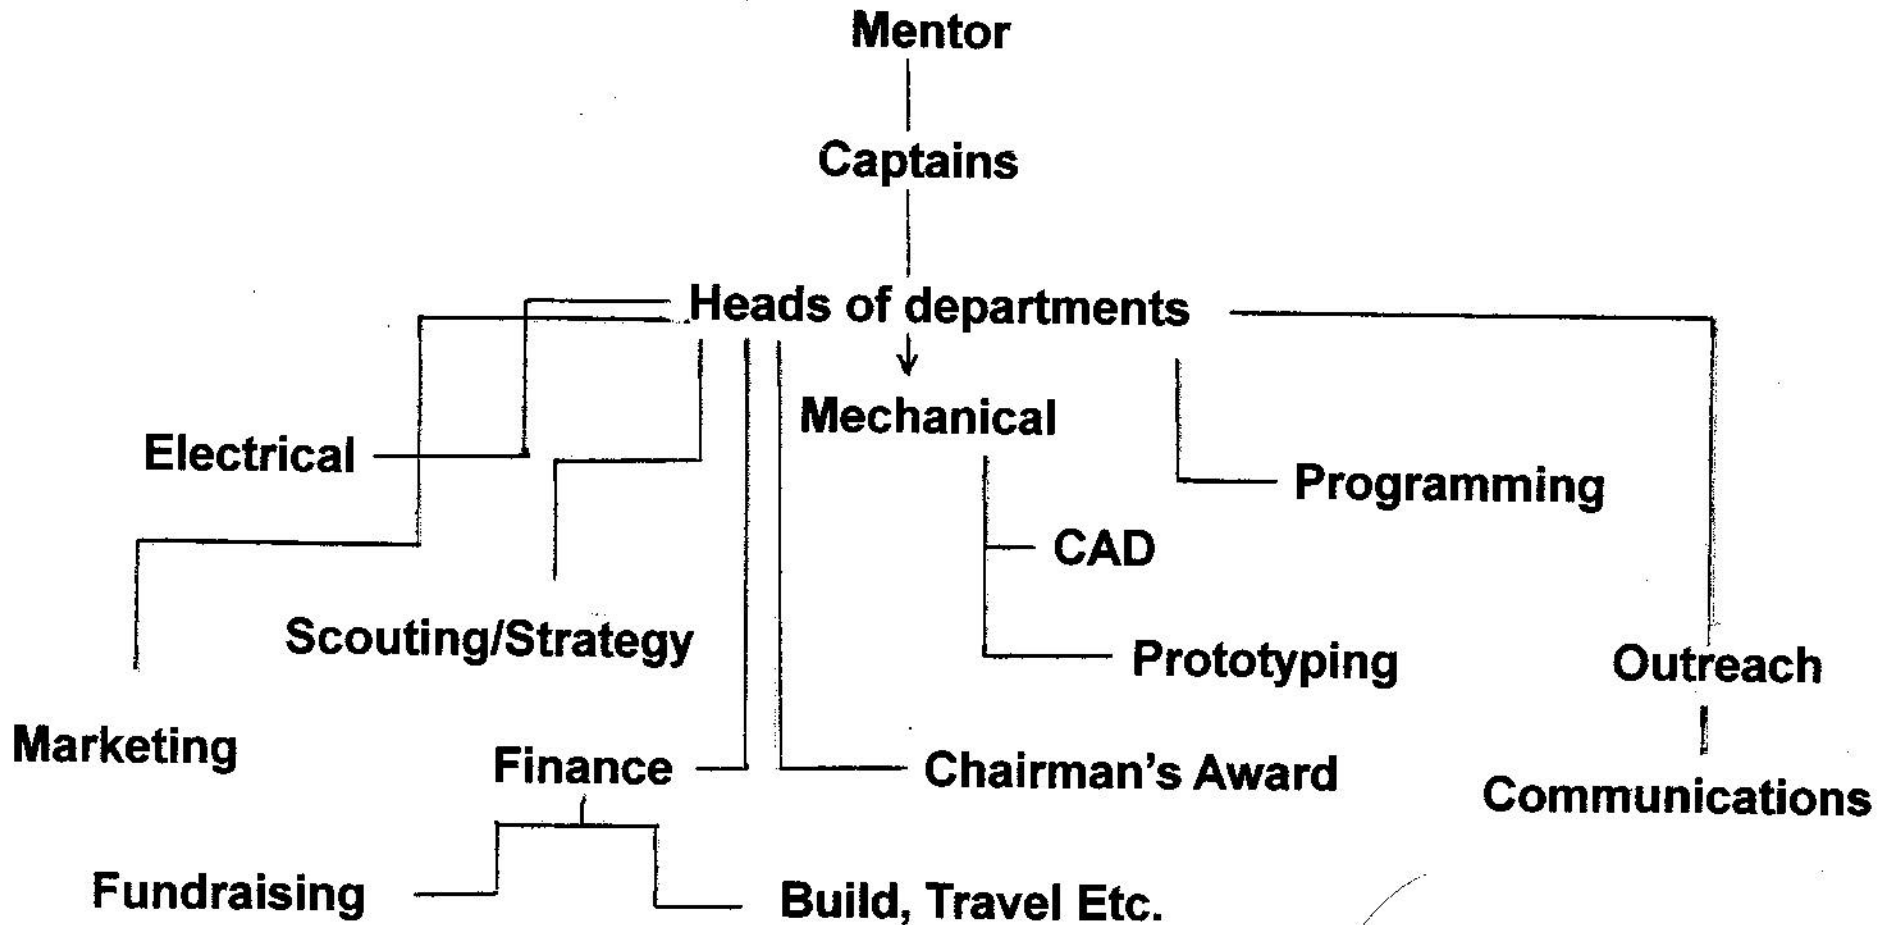 Mentor
Captains
Heads of departments
Mechanical
Electrical
Programming
CAD
Scouting/Strategy
Prototyping
Outreach
Marketing
Finance
Chairman's Award
Communications
Fundraising
Build, Travel Etc.